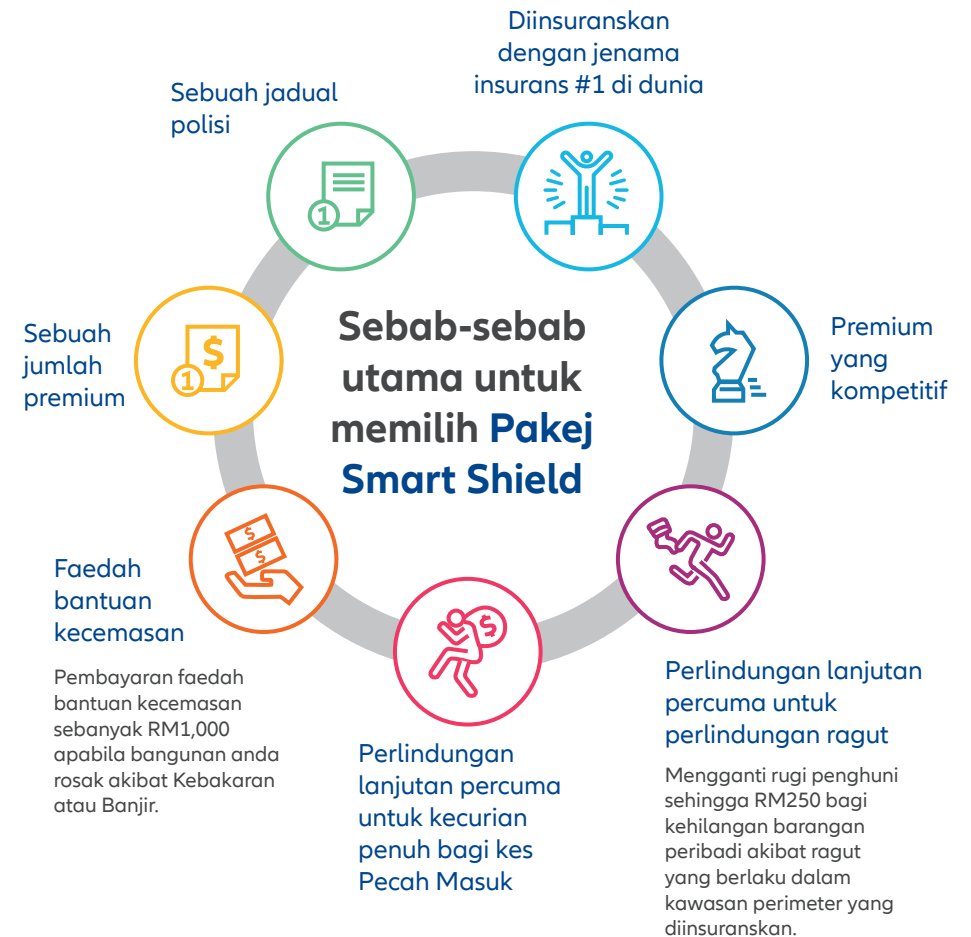 Diinsuranskan
dengan jenama
insurans #1 di dunia
Sebuah jadual
polisi
1
Sebab-sebab
utama untuk
memilih Pakej
Smart Shield
Sebuah
jumlah
premium
$
1
Premium
yang
kompetitif
$
$
Faedah
bantuan
kecemasan
Pembayaran faedah
bantuan kecemasan
sebanyak RM1,000
apabila bangunan anda
rosak akibat Kebakaran
atau Banjir.
$
Perlindungan
lanjutan percuma
untuk kecurian
penuh bagi kes
Pecah Masuk
Perlindungan lanjutan
percuma untuk
perlindungan ragut
Mengganti rugi penghuni
sehingga RM250 bagi
kehilangan barangan
peribadi akibat ragut
yang berlaku dalam
kawasan perimeter yang
diinsuranskan.